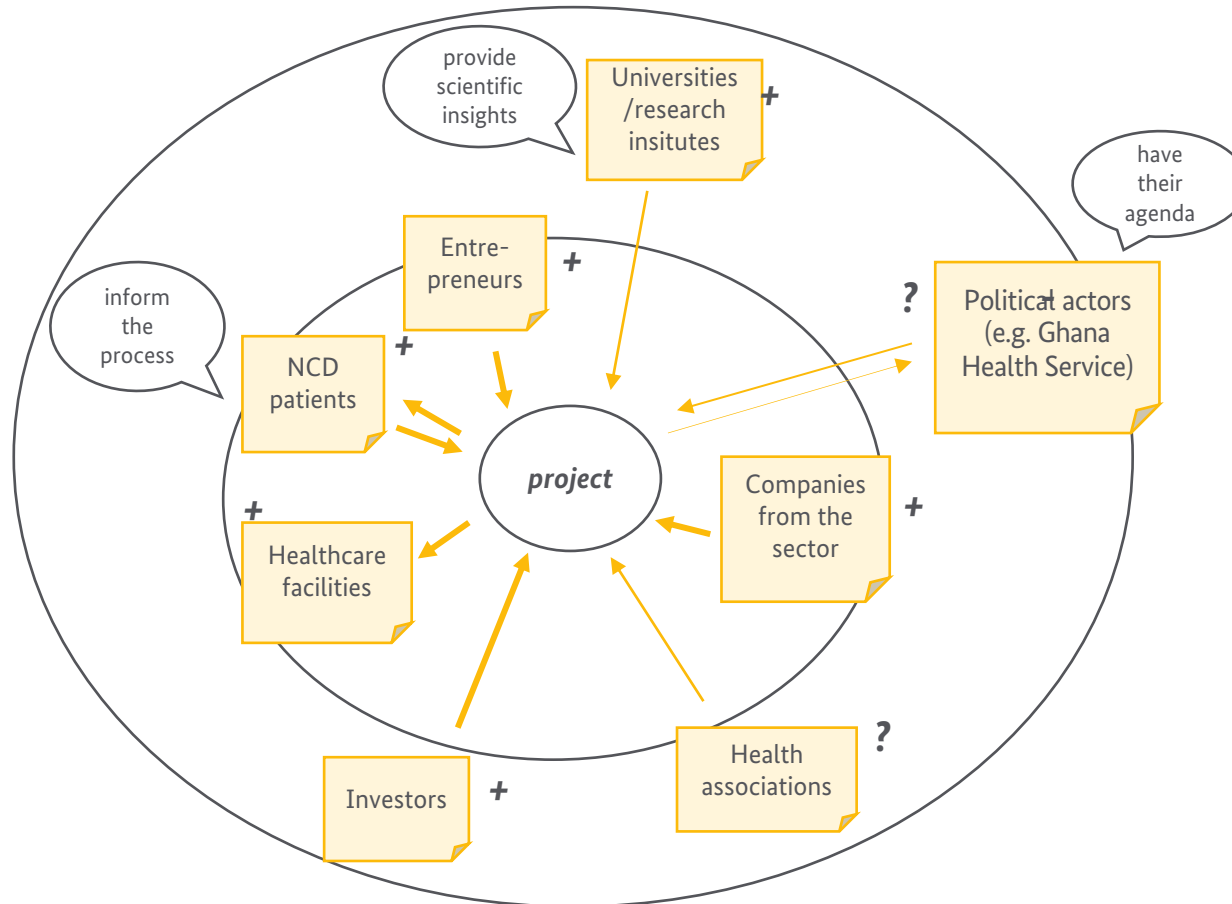 provide
scientific
insights
Universities
/research
insitutes
+
have
their
agenda
Entre-
preneurs
+
inform
the
process
?
Political actors
(e.g. Ghana
Health Service)
-
NCD
patients
+
project
Companies
from the
sector
+
+
Healthcare
facilities
Health
associations
?
Investors
+